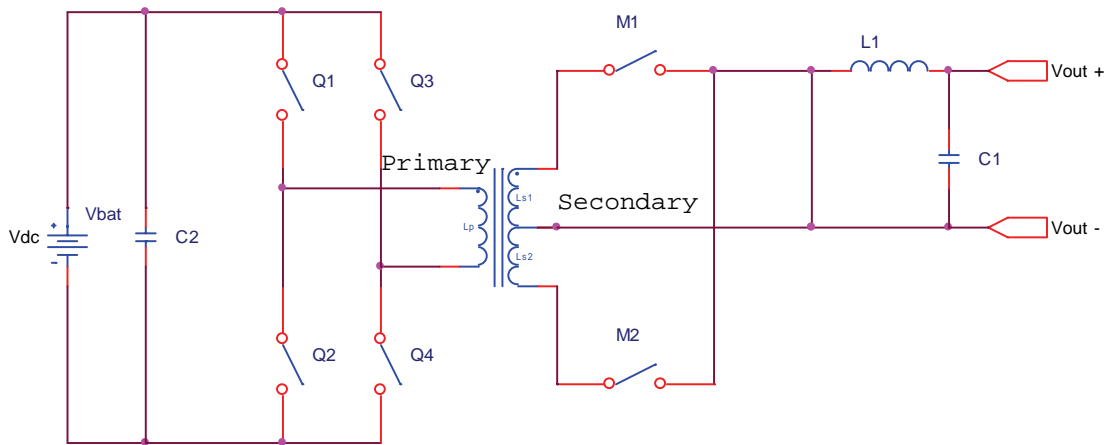 M1
L1
Vout +
Q1
Q3
C1
Primary
Ls1
Secondary
Vbat
Vdc
+
-
C2
Lp
Ls2
Vout -
M2
Q2
Q4